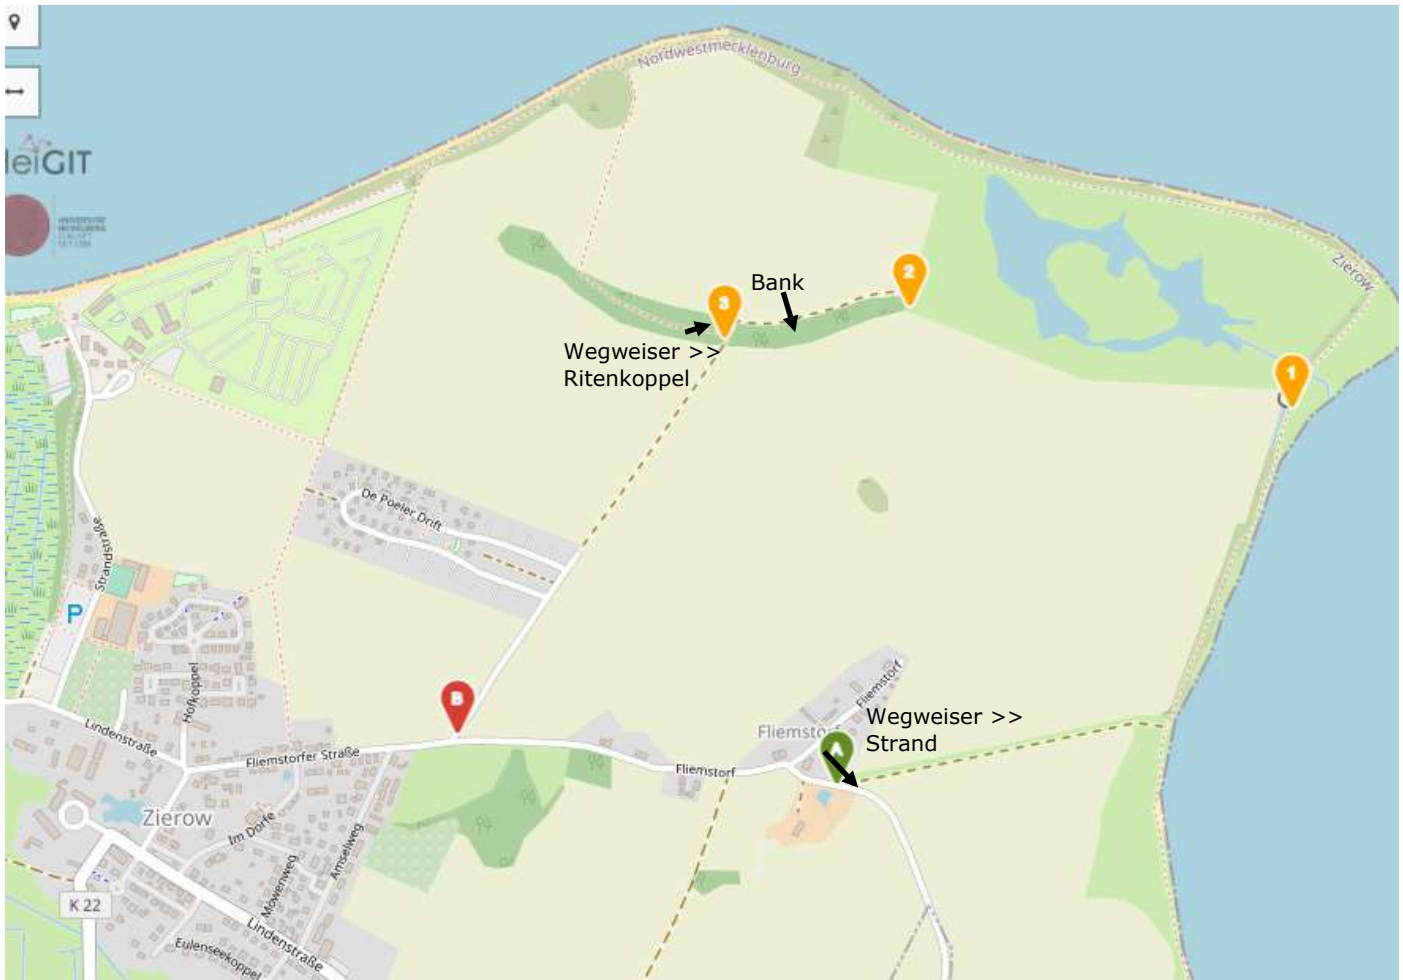 Nordwestmecklenburg
heiGIT
2
Bank
3
Zierow
Wegweiser >>
Ritenkoppel
1
De Poeler Drift
Strandstraße
P
Hofkoppel
B
Fliemstorf
Wegweiser >>
Strand
Lindenstraße
Fliemstorfer Straße
Fliemstorf
A
Fliemstorf
Zierow
Im Dorfe
Amselweg
Möwenweg
K 22
Lindenstraße
Eulenseekoppel